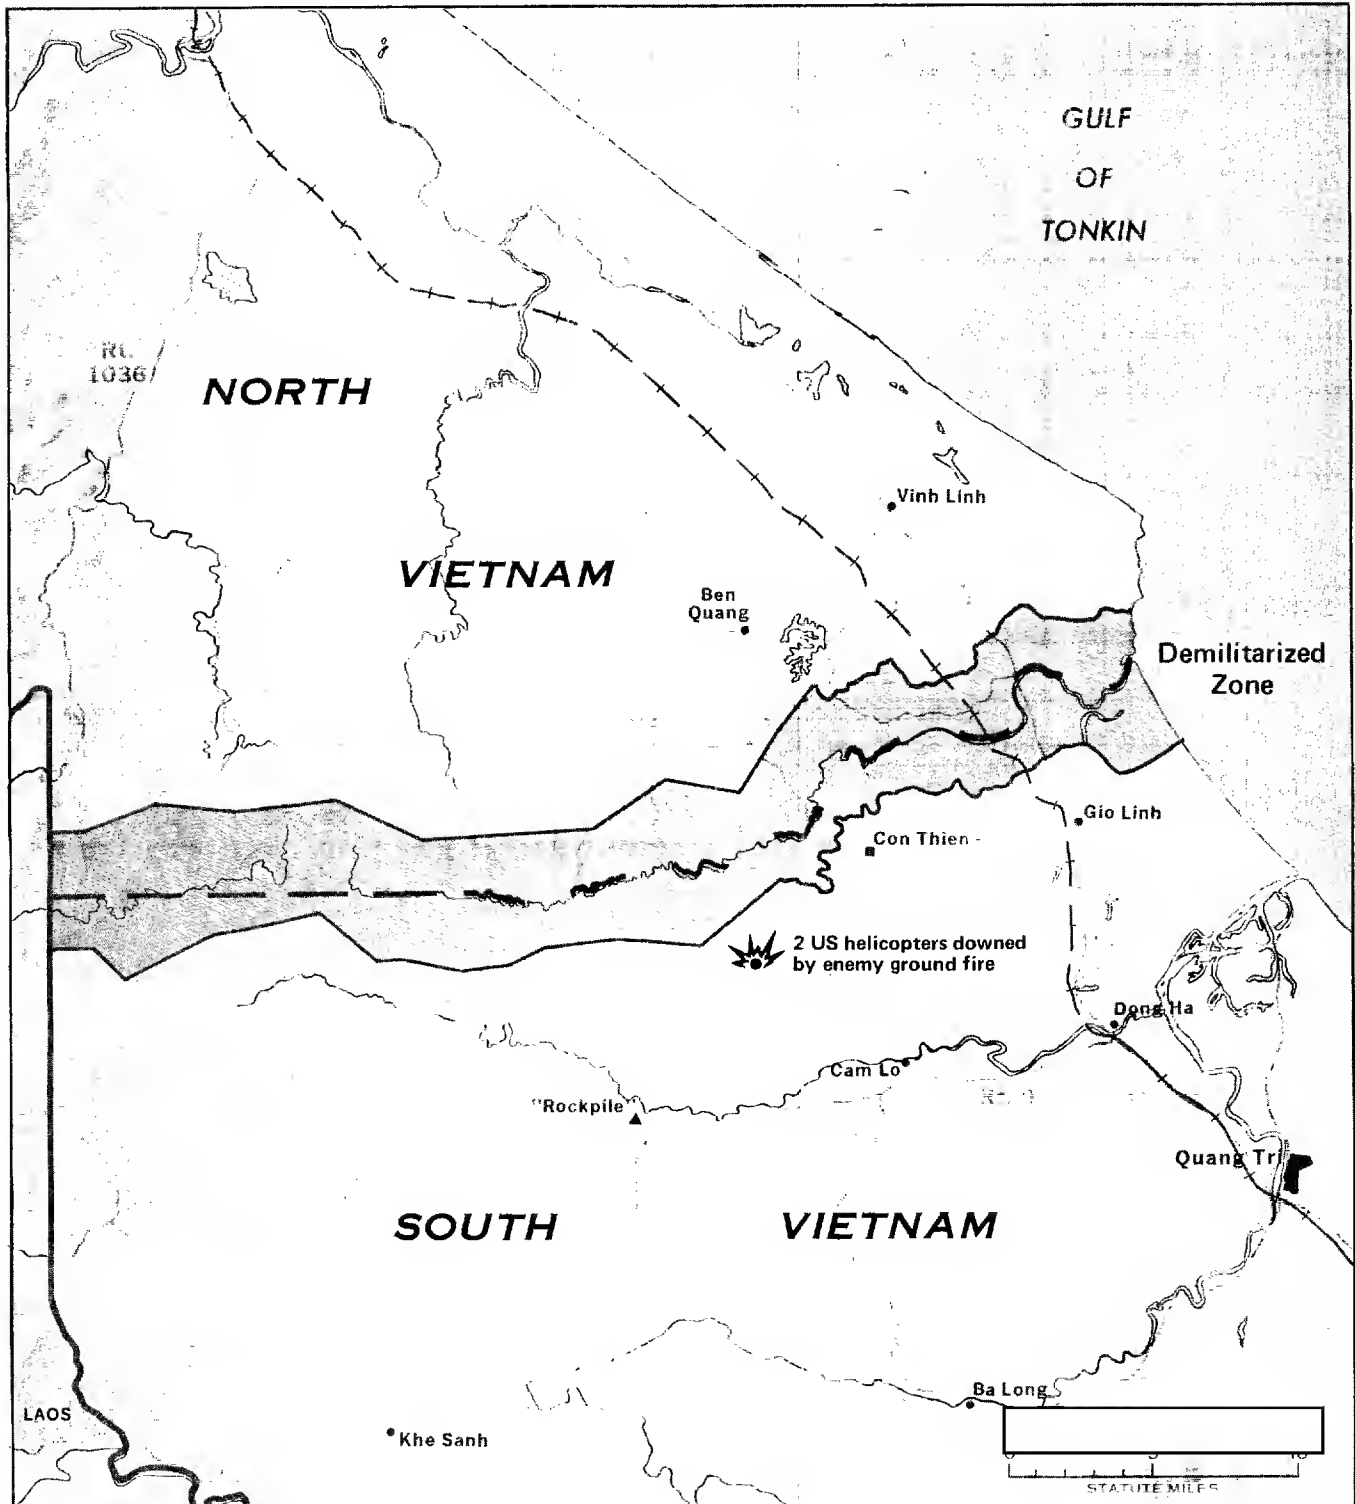 GULF
OF
TONKIN
Rt.
1036
NORTH
VIETNAM
Vinh Linh
Ben
Quang
Demilitarized
Zone
Gio Linh
Con Thien
2 US helicopters downed
by enemy ground fire
Dong Ha
Cam Lo
"Rockpile"
Quang Tri
SOUTH VIETNAM
Ba Long
LAOS
Khe Sanh
STATUTE MILES